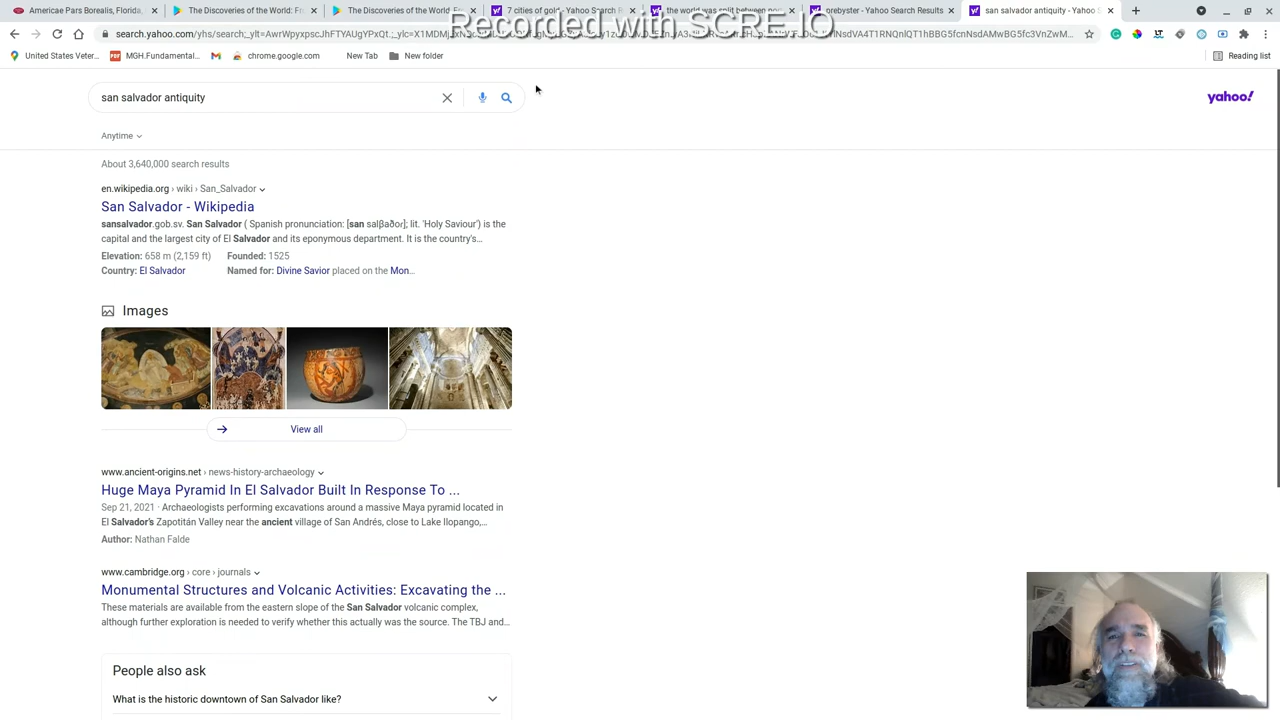 Americae Pars Borealis, Florida,
The Discoveries of the World: Fr
The Discoveries of the World: Fr
7 cities of gold - Yahoo Search R
the world was split between
presbyter - Yahoo Search Results
san salvador antiquity - Yahoo S
Recorded with SCRE.IO
United States Veter...
MGH.Fundamental...
chrome.google.com
New Tab
New folder
Reading list
san salvador antiquity
yahoo!
Anytime
About 3,640,000 search results
en.wikipedia.org › wiki › San_Salvador
San Salvador - Wikipedia
sansalvador.gob.sv. San Salvador ( Spanish pronunciation: [san salβaˈðoɾ]; lit. 'Holy Saviour') is the
capital and the largest city of El Salvador and its eponymous department. It is the country's...
Elevation: 658 m (2,159 ft) Founded: 1525
Country: El Salvador Named for: Divine Savior placed on the Mon...
Images
View all
www.ancient-origins.net › news-history-archaeology
Huge Maya Pyramid In El Salvador Built In Response To ...
Sep 21, 2021 · Archaeologists performing excavations around a massive Maya pyramid located in
El Salvador's Zapotitán Valley near the ancient village of San Andrés, close to Lake Ilopango,...
Author: Nathan Falde
www.cambridge.org › core › journals
Monumental Structures and Volcanic Activities: Excavating the ...
These materials are available from the eastern slope of the San Salvador volcanic complex,
although further exploration is needed to verify whether this actually was the source. The TBJ and...
People also ask
What is the historic downtown of San Salvador like?